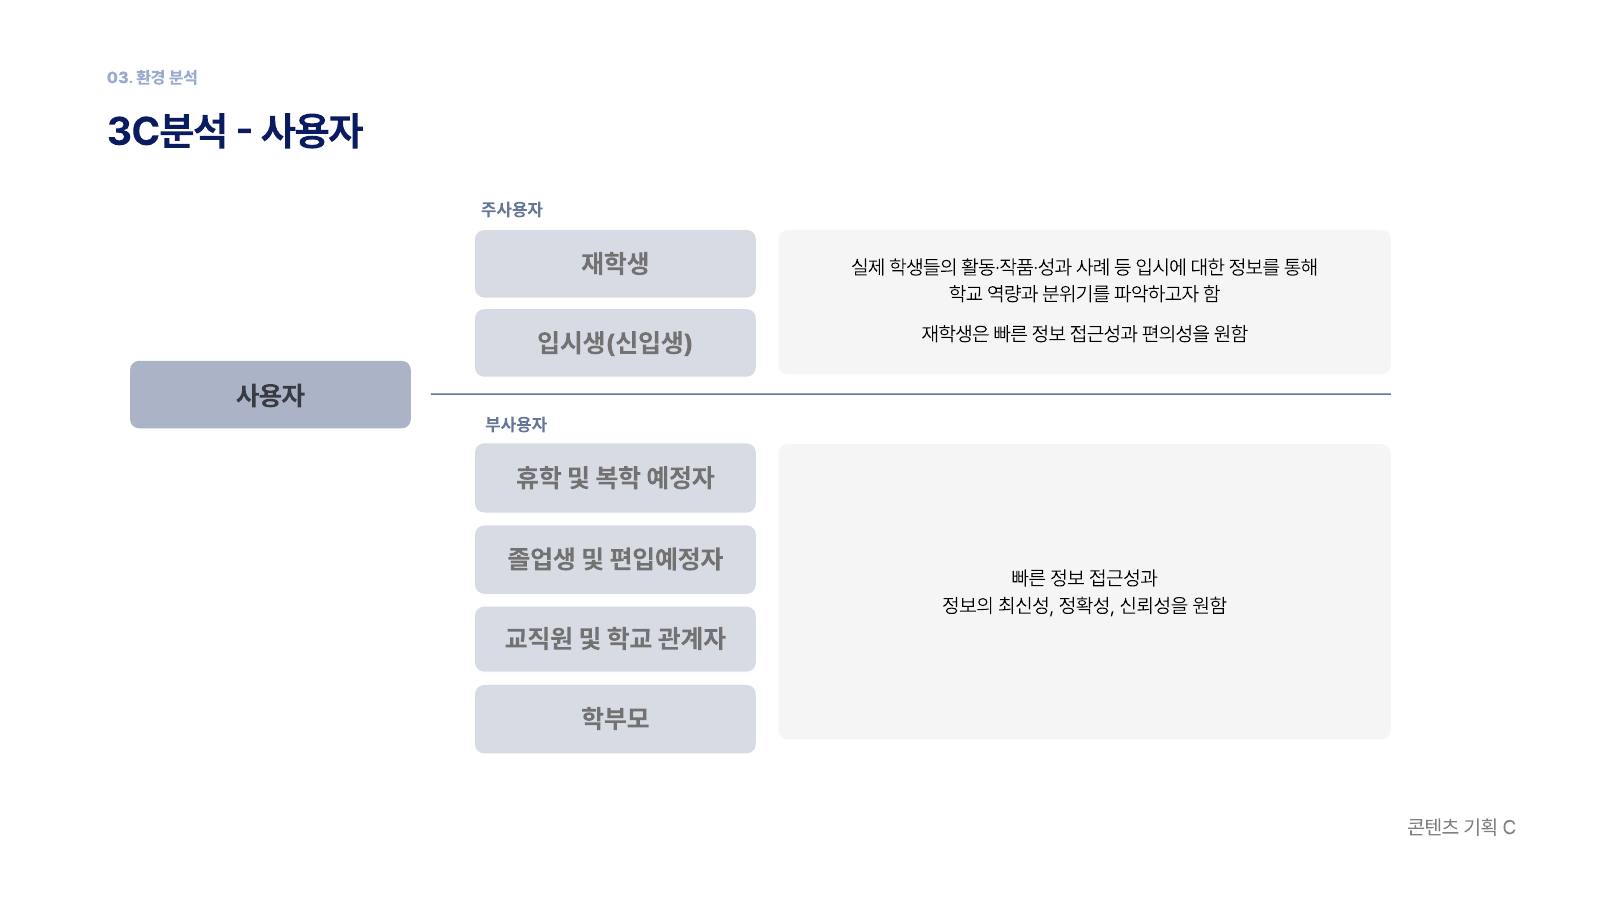 03. 환경 분석
3C분석 - 사용자
주사용자
재학생
입시생(신입생)
실제 학생들의 활동·작품·성과 사례 등 입시에 대한 정보를 통해
학교 역량과 분위기를 파악하고자 함
재학생은 빠른 정보 접근성과 편의성을 원함
사용자
부사용자
휴학 및 복학 예정자
졸업생 및 편입예정자
교직원 및 학교 관계자
학부모
빠른 정보 접근성과
정보의 최신성, 정확성, 신뢰성을 원함
콘텐츠 기획 C